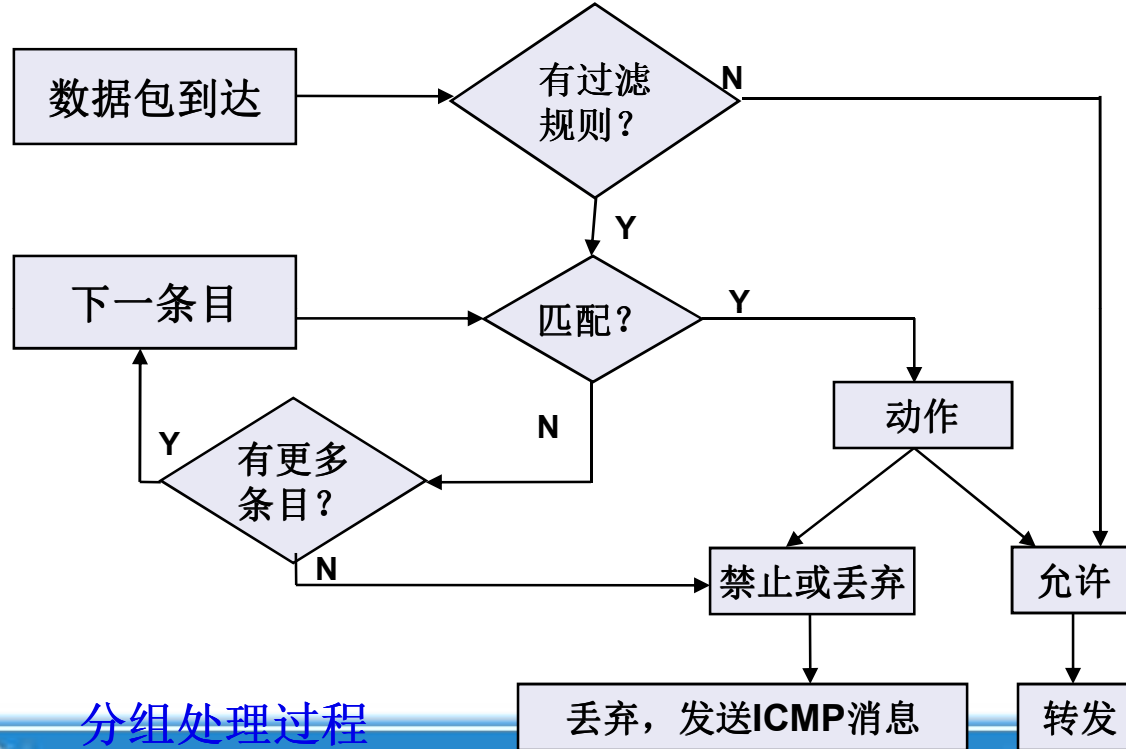 数据包到达
有过滤
规则？
N
Y
下一条目
匹配？
Y
动作
N
Y
有更多
条目？
N
禁止或丢弃
允许
丢弃，发送ICMP消息
转发
分组处理过程